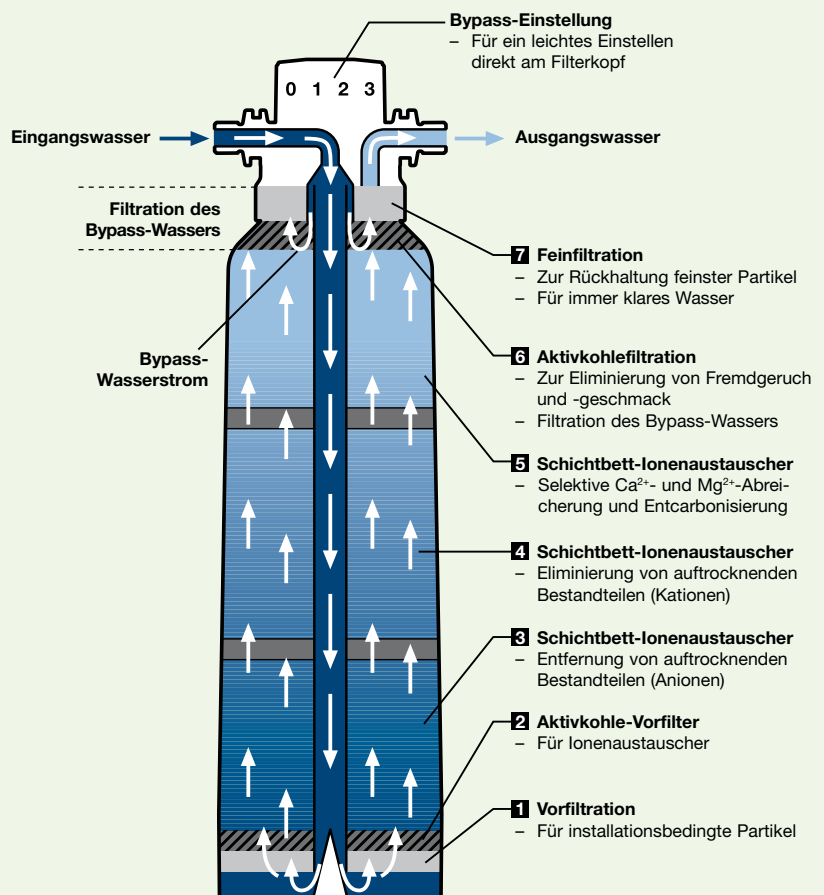 Bypass-Einstellung
– Für ein leichtes Einstellen
direkt am Filterkopf
0 1 2 3
Eingangswasser
Ausgangswasser
Filtration des
Bypass-Wassers
Bypass-
Wasserstrom
7 Feinfiltration
– Zur Rückhaltung feinster Partikel
– Für immer klares Wasser
6 Aktivkohlefiltration
– Zur Eliminierung von Fremdgeruch
und -geschmack
– Filtration des Bypass-Wassers
5 Schichtbett-Ionenaustauscher
– Selektive Ca²⁺- und Mg²⁺-Abrei-
cherung und Entcarbonisierung
4 Schichtbett-Ionenaustauscher
– Eliminierung von auftrocknenden
Bestandteilen (Kationen)
3 Schichtbett-Ionenaustauscher
– Entfernung von auftrocknenden
Bestandteilen (Anionen)
2 Aktivkohle-Vorfilter
– Für Ionenaustauscher
1 Vorfiltration
– Für installationsbedingte Partikel